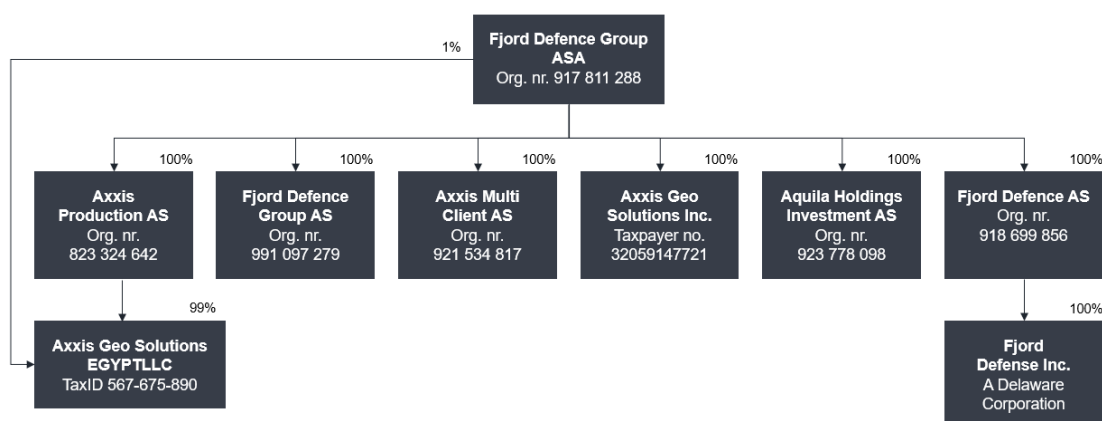 Fjord Defence Group
ASA
Org. nr. 917 811 288
1%
100%
100%
100%
100%
100%
100%
Axxis
Production AS
Org. nr.
823 324 642
Fjord Defence
Group AS
Org. nr.
991 097 279
Axxis Multi
Client AS
Org. nr.
921 534 817
Axxis Geo
Solutions Inc.
Taxpayer no.
32059147721
Aquila Holdings
Investment AS
Org. nr.
923 778 098
Fjord Defence AS
Org. nr.
918 699 856
99%
100%
Axxis Geo Solutions
EGYPTLLC
TaxID 567-675-890
Fjord
Defense Inc.
A Delaware
Corporation